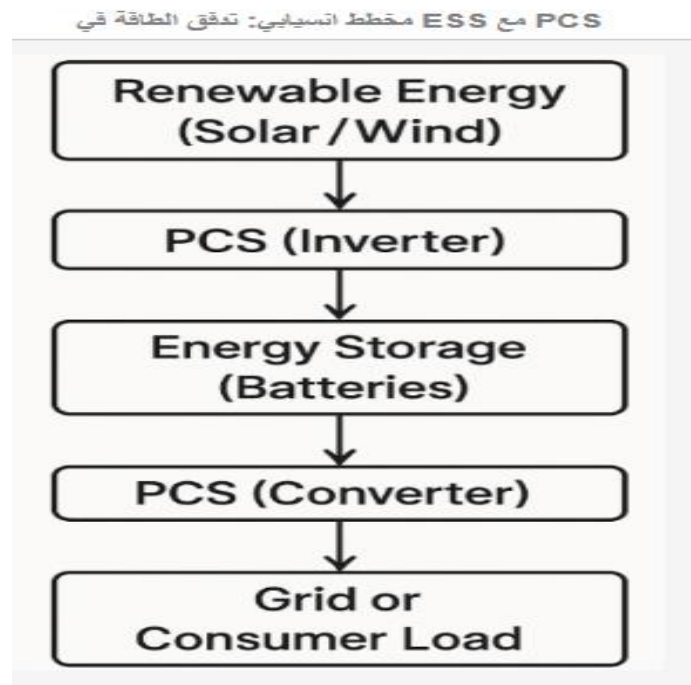 مخطط انسيابي: تدفق الطاقة في ESS مع PCS
Renewable Energy
(Solar/Wind)
PCS (Inverter)
Energy Storage
(Batteries)
PCS (Converter)
Grid or
Consumer Load